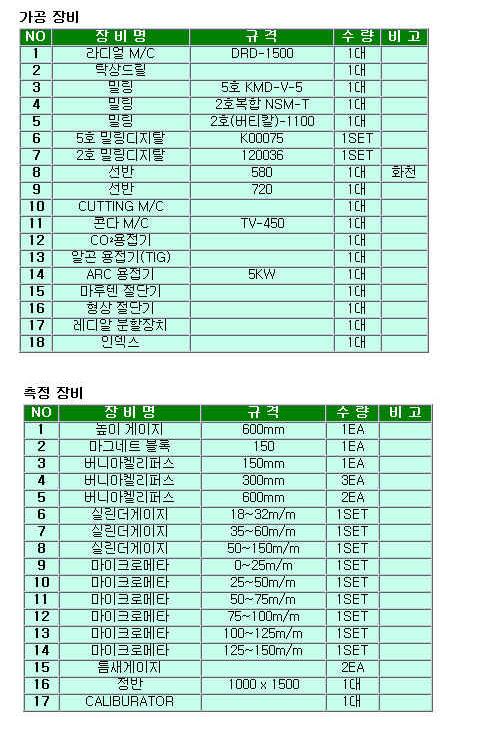 가공 장비
NO 장 비 명 규 격 수 량 비 고
1 라디얼 M/C DRD-1500 1대
2 탁상드릴 1대
3 밀링 5호 KMD-V-5 1대
4 밀링 2호복합 NSM-T 1대
5 밀링 2호(버티칼)-1100 1대
6 5호 밀링디지탈 K00075 1SET
7 2호 밀링디지탈 120036 1SET
8 선반 580 1대 화천
9 선반 720 1대
10 CUTTING M/C 1대
11 콘다 M/C TV-450 1대
12 CO²용접기 1대
13 알곤 용접기(TIG) 1대
14 ARC 용접기 5KW 1대
15 마루텐 절단기 1대
16 형상 절단기 1대
17 레디알 분할장치 1대
18 인덱스 1대
측정 장비
NO 장 비 명 규 격 수 량 비 고
1 높이 게이지 600mm 1EA
2 마그네트 블록 150 1EA
3 버니아켈리퍼스 150mm 1EA
4 버니아켈리퍼스 300mm 3EA
5 버니아켈리퍼스 600mm 2EA
6 실린더게이지 18~32m/m 1SET
7 실린더게이지 35~60m/m 1SET
8 실린더게이지 50~150m/m 1SET
9 마이크로메타 0~25m/m 1SET
10 마이크로메타 25~50m/m 1SET
11 마이크로메타 50~75m/m 1SET
12 마이크로메타 75~100m/m 1SET
13 마이크로메타 100~125m/m 1SET
14 마이크로메타 125~150m/m 1SET
15 틈새게이지 2EA
16 정반 1000 x 1500 1대
17 CALIBURATOR 1대